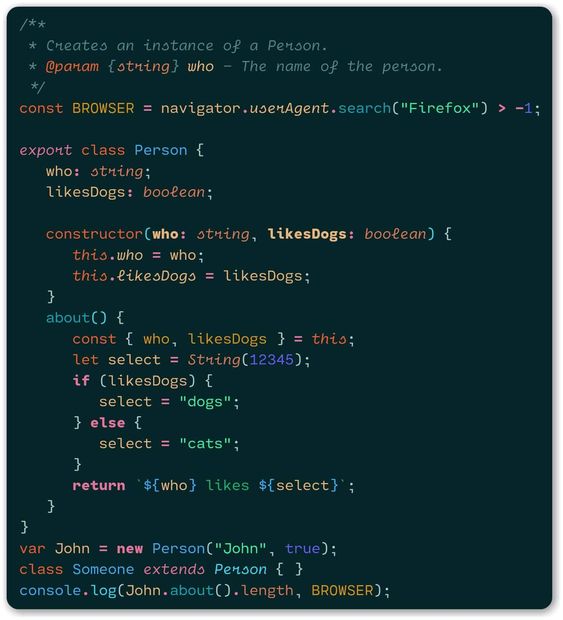 /**
 * Creates an instance of a Person.
 * @param {string} who - The name of the person.
 */
const BROWSER = navigator.userAgent.search("Firefox") > -1;

export class Person {
   who: string;
   likesDogs: boolean;

   constructor(who: string, likesDogs: boolean) {
      this.who = who;
      this.likesDogs = likesDogs;
   }
   about() {
      const { who, likesDogs } = this;
      let select = String(12345);
      if (likesDogs) {
         select = "dogs";
      } else {
         select = "cats";
      }
      return `${who} likes ${select}`;
   }
}
var John = new Person("John", true);
class Someone extends Person { }
console.log(John.about().length, BROWSER);